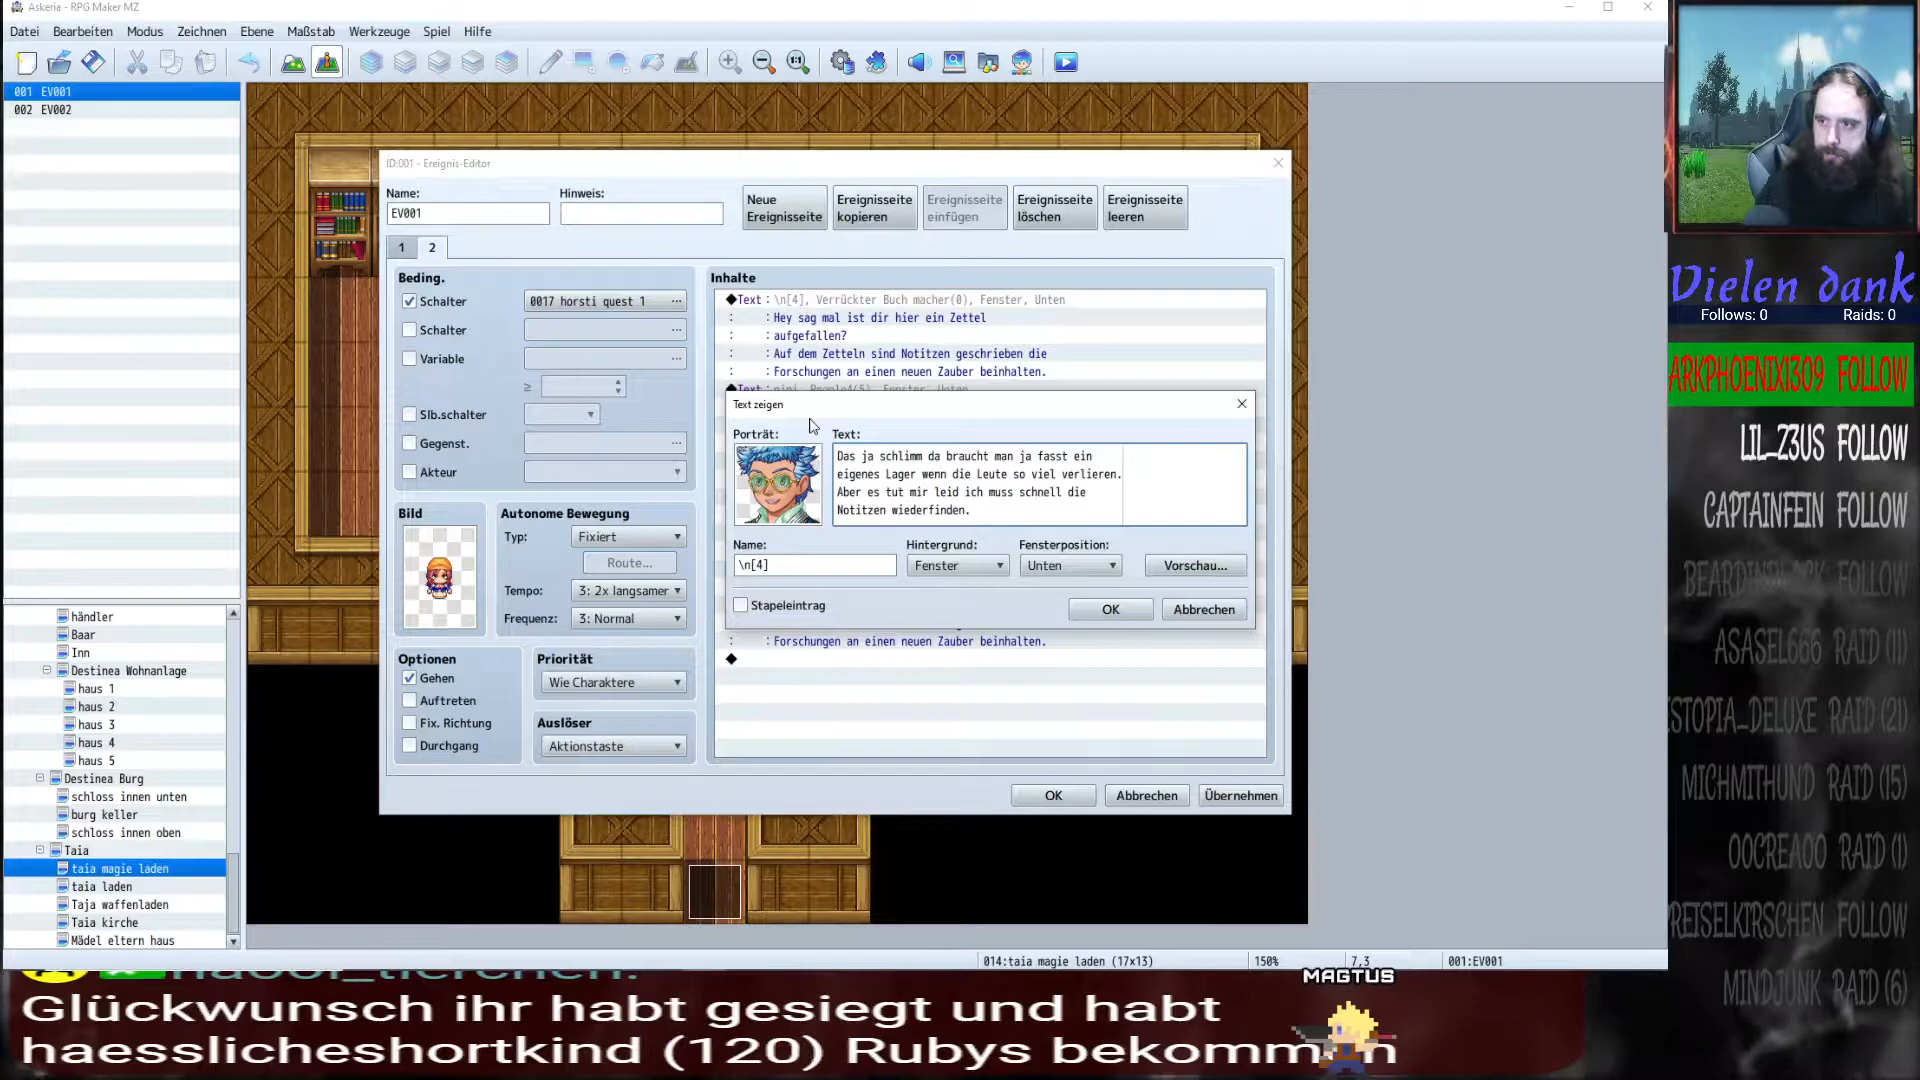 Askeria - RPG Maker MZ
Datei Bearbeiten Modus Zeichnen Ebene Maßstab Werkzeuge Spiel Hilfe
001 EV001
002 EV002
ID:001 - Ereignis-Editor
Name:
EV001
Hinweis:
Neue Ereignisseite
Ereignisseite kopieren
Ereignisseite einfügen
Ereignisseite löschen
Ereignisseite leeren
1 2
Beding.
Schalter 0017 horsti quest 1 ...
Schalter ...
Variable ...
≥
Slb.schalter
Gegenst. ...
Akteur
Bild
Autonome Bewegung
Typ: Fixiert
Route...
Tempo: 3: 2x langsamer
Frequenz: 3: Normal
Optionen
Gehen
Auftreten
Fix. Richtung
Durchgang
Priorität
Wie Charaktere
Auslöser
Aktionstaste
Inhalte
◆Text : \n[4], Verrückter Buch macher(0), Fenster, Unten
: : Hey sag mal ist dir hier ein Zettel
: : aufgefallen?
: : Auf dem Zetteln sind Notitzen geschrieben die
: : Forschungen an einen neuen Zauber beinhalten.
Text zeigen
Porträt:
Text:
Das ja schlimm da braucht man ja fasst ein
eigenes Lager wenn die Leute so viel verlieren.
Aber es tut mir leid ich muss schnell die
Notitzen wiederfinden.
Name:
\n[4]
Hintergrund:
Fenster
Fensterposition:
Unten
Vorschau...
Stapeleintrag
OK Abbrechen
: : Forschungen an einen neuen Zauber beinhalten.
◆
OK Abbrechen Übernehmen
händler
Baar
Inn
Destinea Wohnanlage
haus 1
haus 2
haus 3
haus 4
haus 5
Destinea Burg
schloss innen unten
burg keller
schloss innen oben
Taia
taia magie laden
taia laden
Taja waffenladen
Taia kirche
Mädel eltern haus
014:taia magie laden (17x13) 150% 7,3 001:EV001
Vielen dank
Follows: 0 Raids: 0
ARKPHOENIX1309 FOLLOW
LIL_Z3US FOLLOW
CAPTAINFEIN FOLLOW
BEARDINBLACK FOLLOW
ASASEL666 RAID (1)
ESTOPIA_DELUXE RAID (21)
MICHMITHUND RAID (15)
OOCREAOO RAID (1)
REISELKIRSCHEN FOLLOW
MINDJUNK RAID (6)
MAGTUS
Glückwunsch ihr habt gesiegt und habt
haesslicheshortkind (120) Rubys bekommen